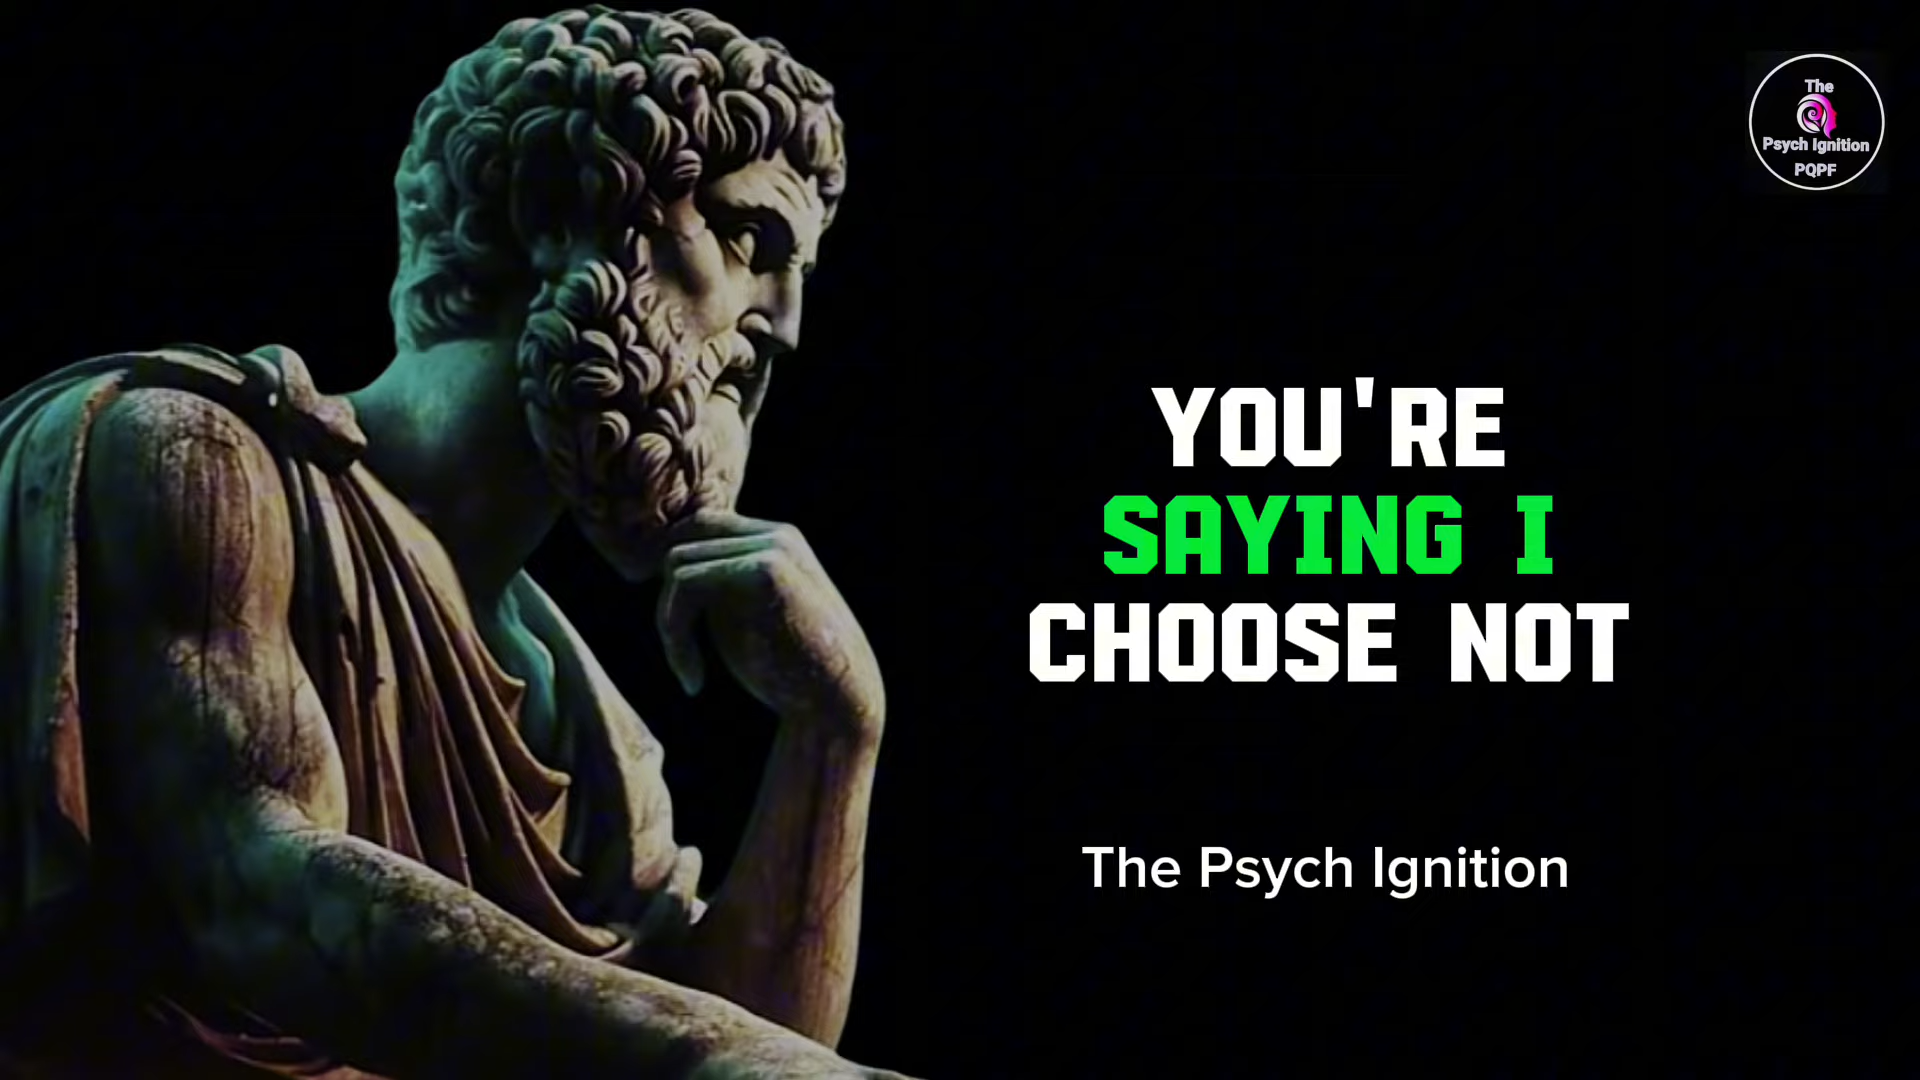 The
Psych Ignition
PQPF
YOU'RE
SAYING I
CHOOSE NOT
The Psych Ignition